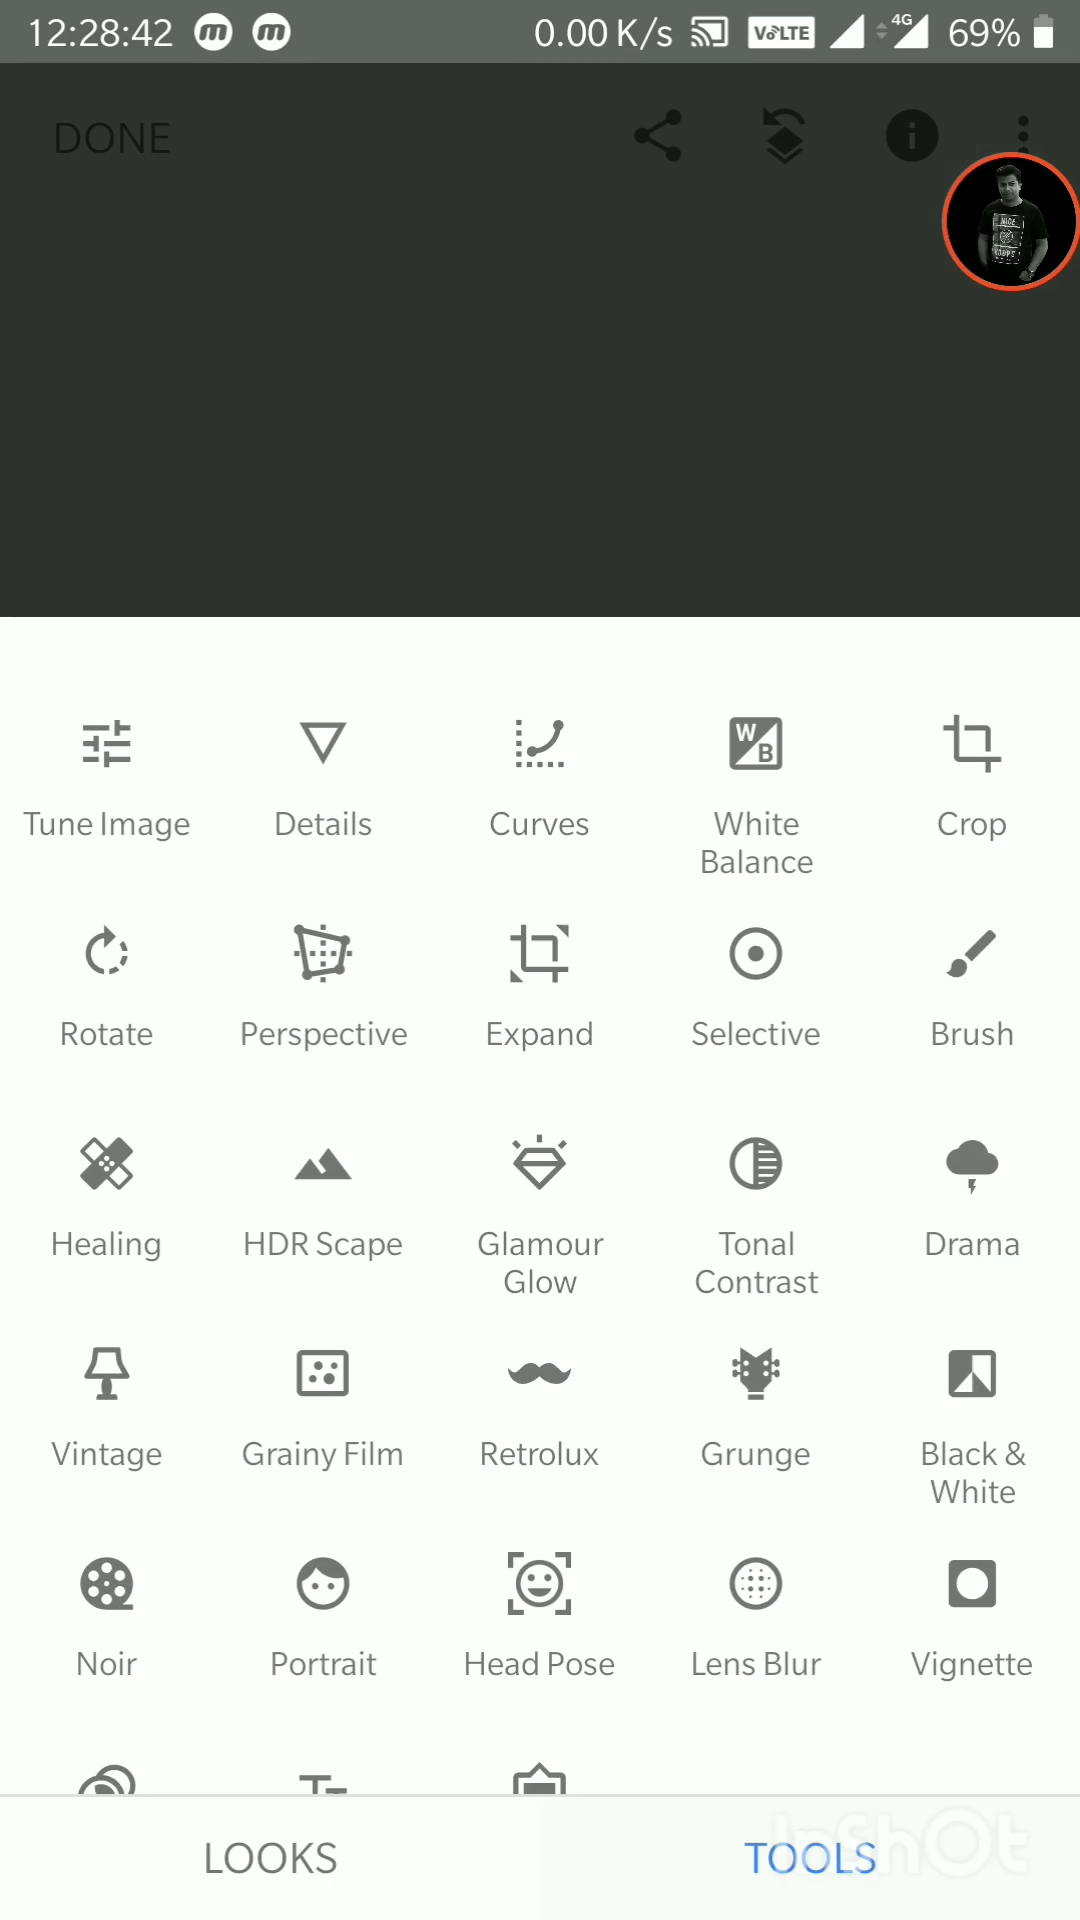 12:28:42 m m 0.00 K/s VoLTE 4G 69%
DONE
NICE
Tune Image Details Curves White Balance Crop
Rotate Perspective Expand Selective Brush
Healing HDR Scape Glamour Glow Tonal Contrast Drama
Vintage Grainy Film Retrolux Grunge Black & White
Noir Portrait Head Pose Lens Blur Vignette
LOOKS TOOLS
InShOt